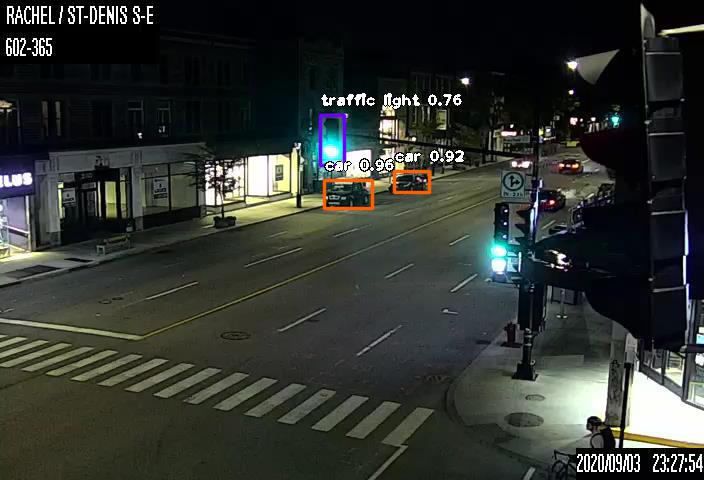 RACHEL / ST-DENIS S-E
602-365
traffic light 0.76
car 0.96
car 0.92
2020/09/03 23:27:54